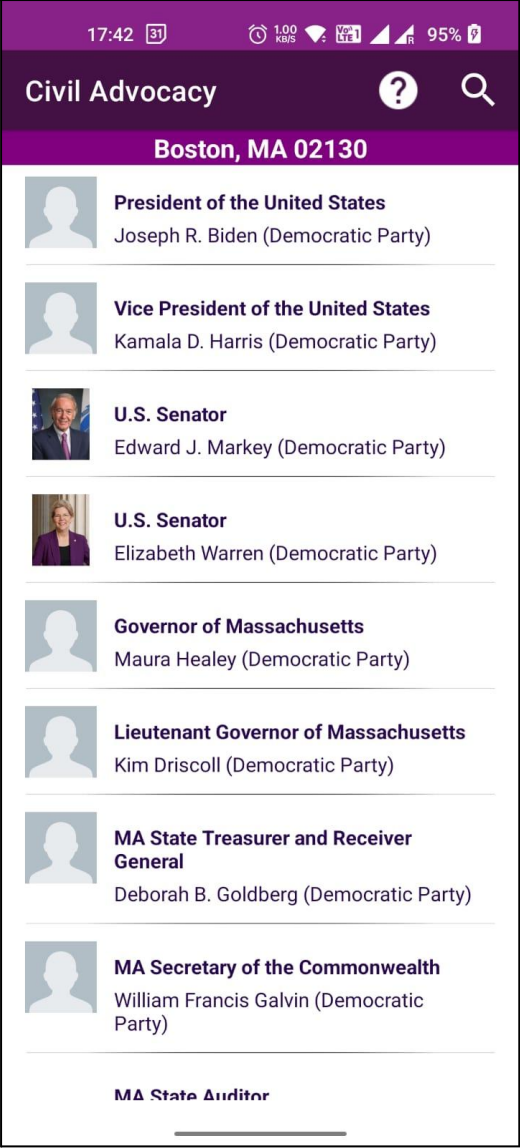 17:42 31 1.00 KB/S Vo) LTE 1 R 95%
Civil Advocacy ?
Boston, MA 02130
President of the United States
Joseph R. Biden (Democratic Party)
Vice President of the United States
Kamala D. Harris (Democratic Party)
U.S. Senator
Edward J. Markey (Democratic Party)
U.S. Senator
Elizabeth Warren (Democratic Party)
Governor of Massachusetts
Maura Healey (Democratic Party)
Lieutenant Governor of Massachusetts
Kim Driscoll (Democratic Party)
MA State Treasurer and Receiver
General
Deborah B. Goldberg (Democratic Party)
MA Secretary of the Commonwealth
William Francis Galvin (Democratic
Party)
MA State Auditor